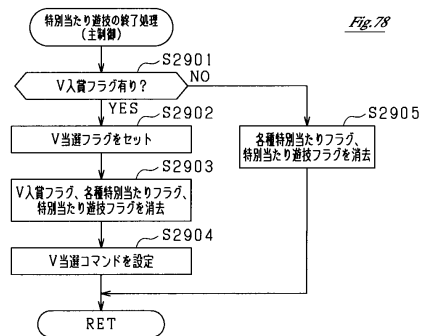 特別当たり遊技の終了処理
(主制御)
Fig.78
S2901
V入賞フラグ有り?
NO
YES
S2902
V当選フラグをセット
S2905
各種特別当たりフラグ、
特別当たり遊技フラグを消去
S2903
V入賞フラグ、各種特別当たりフラグ、
特別当たり遊技フラグを消去
S2904
V当選コマンドを設定
RET